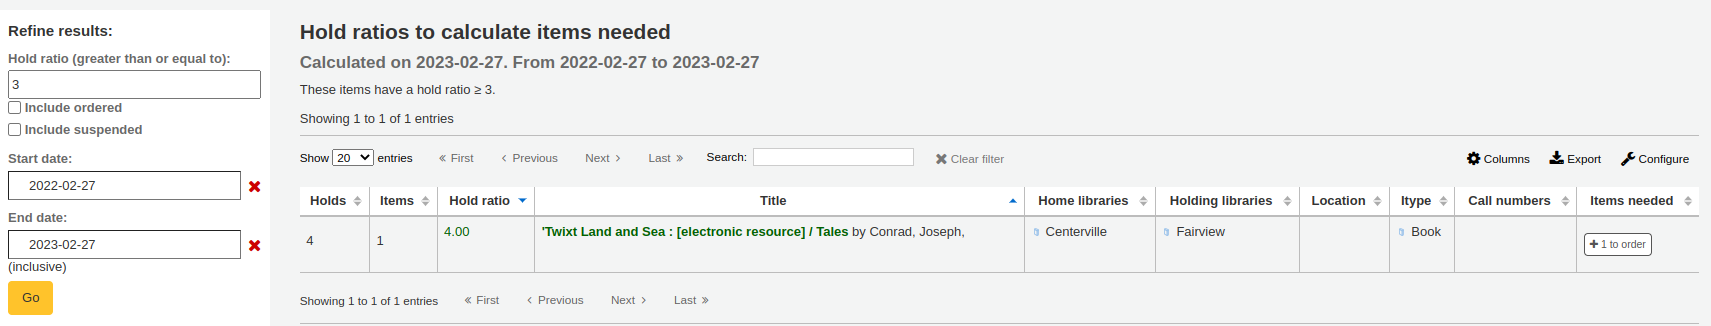 Refine results:
Hold ratio (greater than or equal to):
3
Include ordered
Include suspended
Start date:
2022-02-27
End date:
2023-02-27
(inclusive)
Go
Hold ratios to calculate items needed
Calculated on 2023-02-27. From 2022-02-27 to 2023-02-27
These items have a hold ratio ≥ 3.
Showing 1 to 1 of 1 entries
Show 20 entries First Previous Next Last Search: Clear filter Columns Export Configure
Holds Items Hold ratio Title Home libraries Holding libraries Location Itype Call numbers Items needed
4 1 4.00 'Twixt Land and Sea : [electronic resource] / Tales by Conrad, Joseph, Centerville Fairview Book 1 to order
Showing 1 to 1 of 1 entries First Previous Next Last